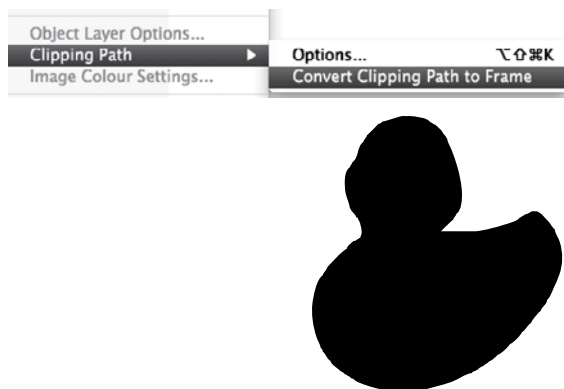 Object Layer Options...
Clipping Path ▶
Image Colour Settings...
Options... ⌥⇧⌘K
Convert Clipping Path to Frame